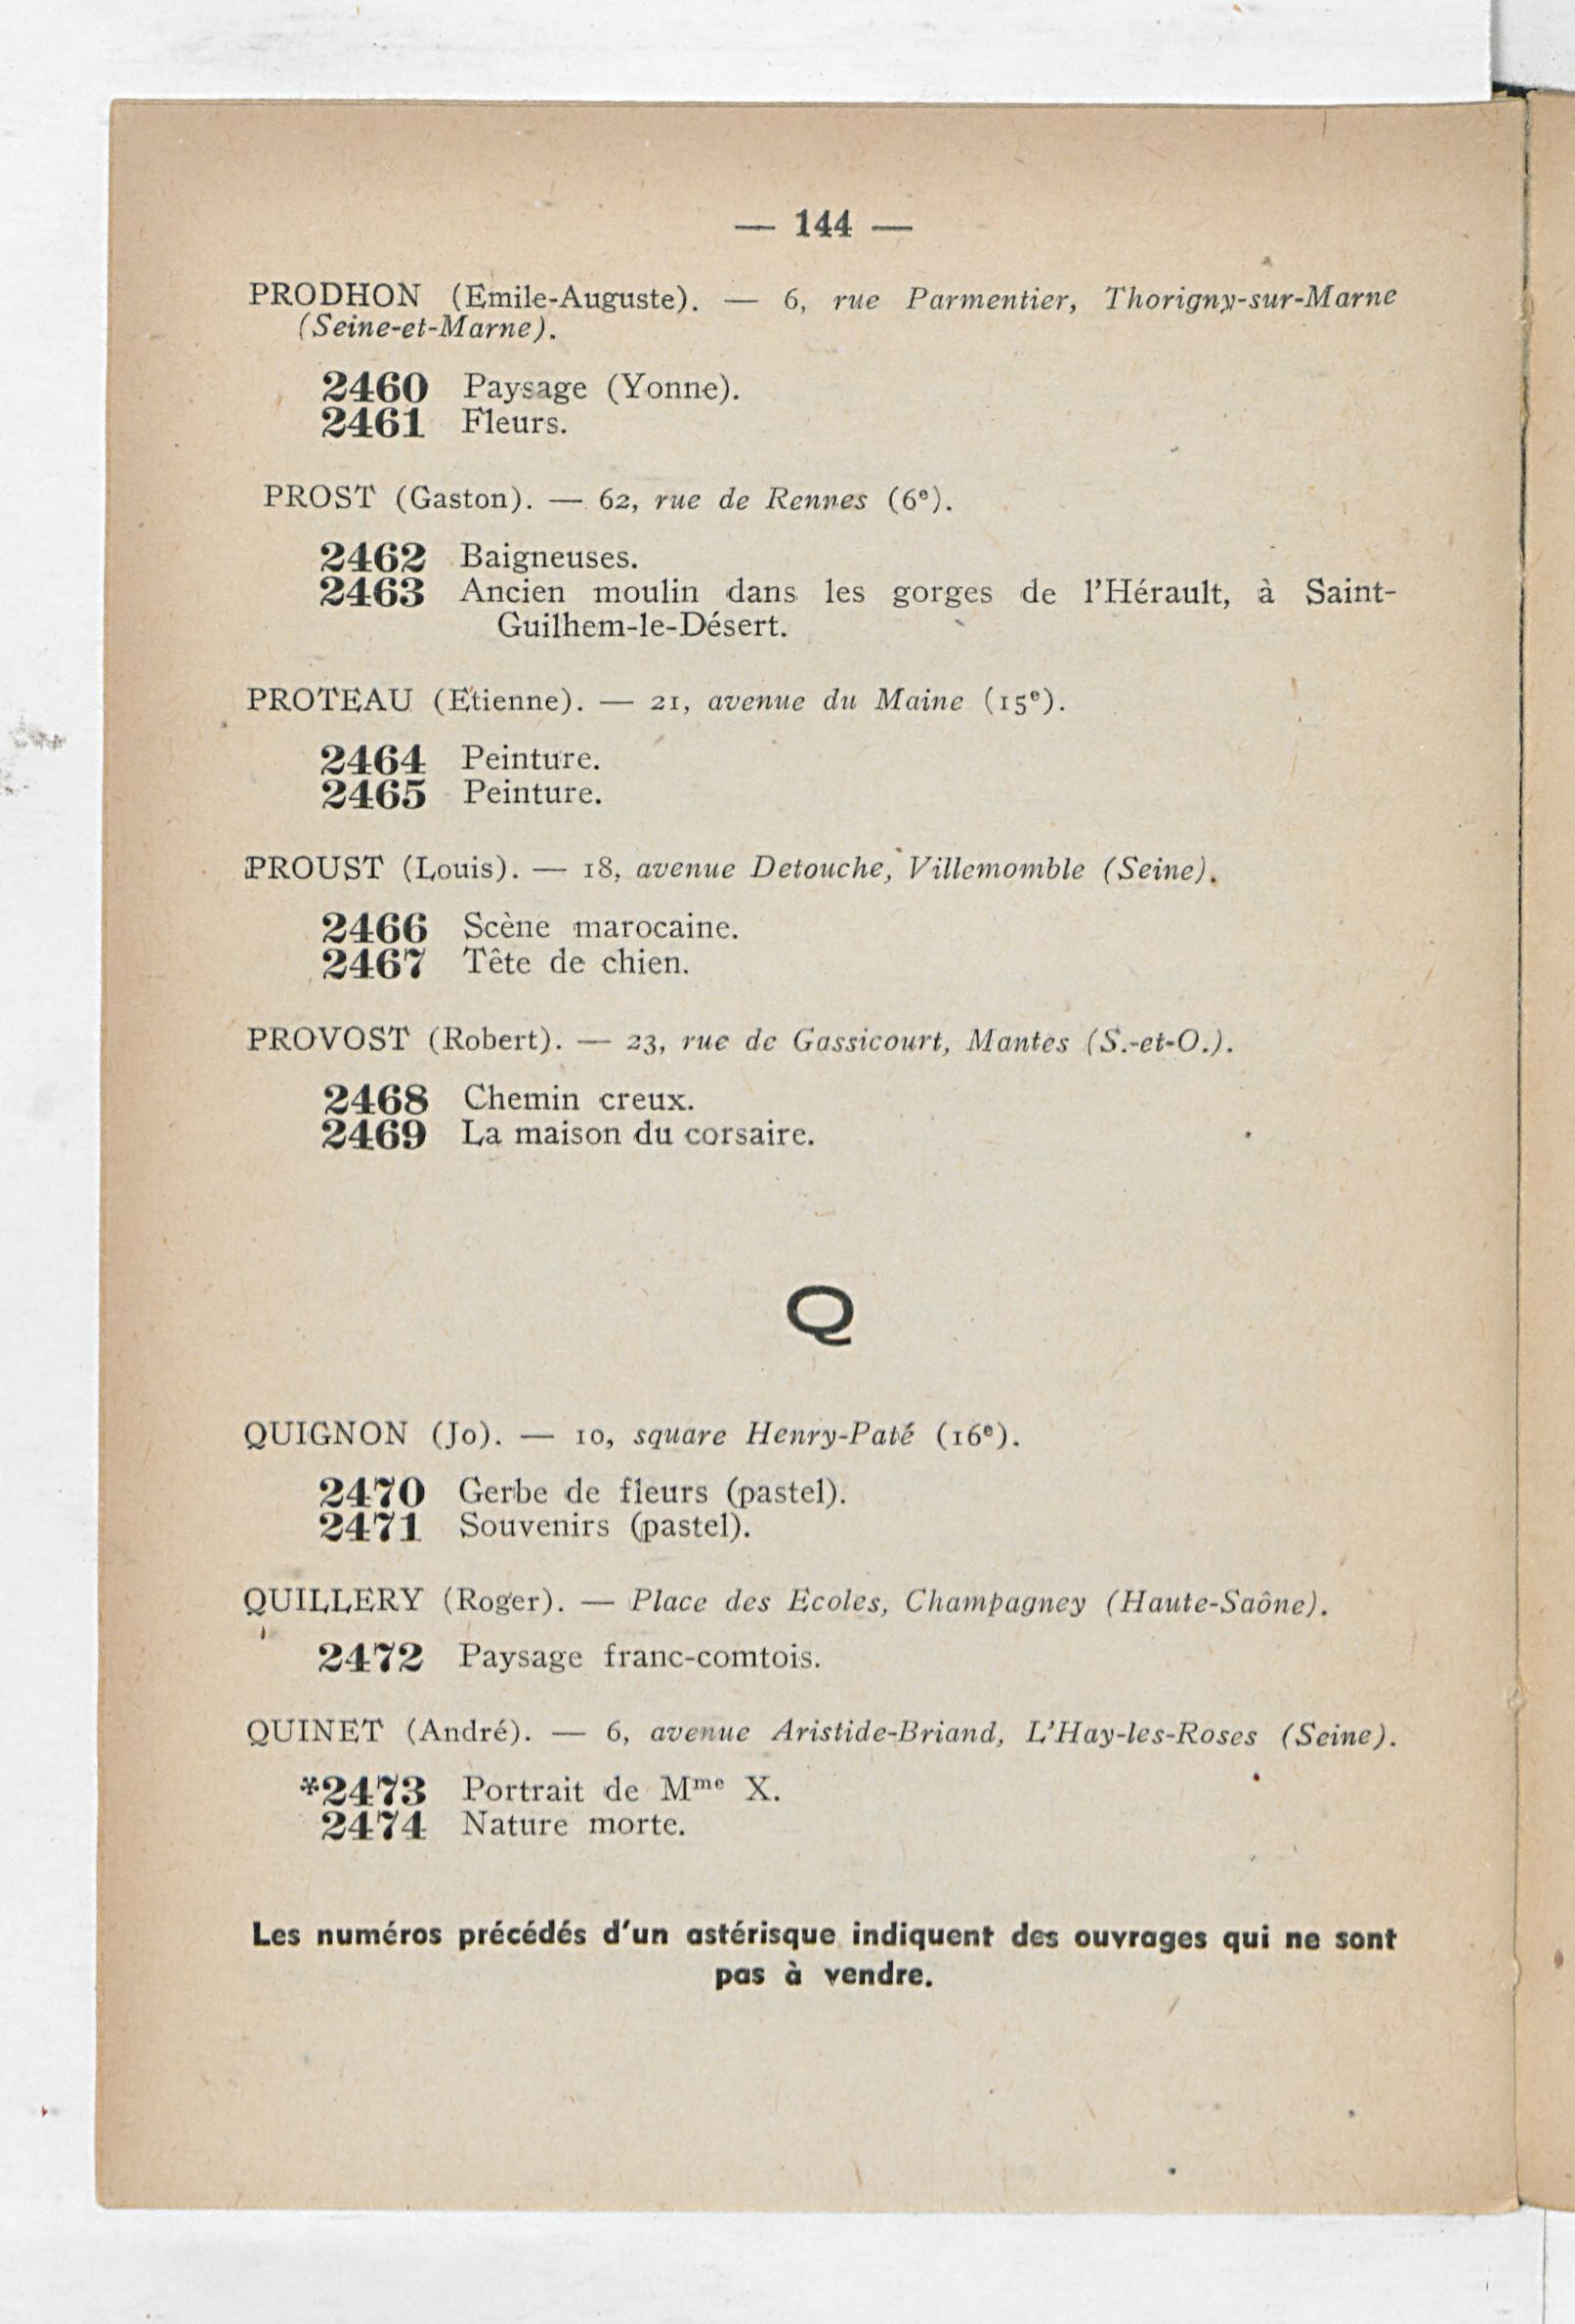 — 144 —
PRODHON (Emile-Auguste). — 6, rue Parmentier, Thorigny-sur-Marne
(Seine-et-Marne).
2460 Paysage (Yonne).
2461 Fleurs.
PROST (Gaston). — 62, rue de Rennes (6e).
2462 Baigneuses.
2463 Ancien moulin dans les gorges de l'Hérault, à Saint-
Guilhem-le-Désert.
PROTEAU (Etienne). — 21, avenue du Maine (15e).
2464 Peinture.
2465 Peinture.
PROUST (Louis). — 18, avenue Detouche, Villemomble (Seine).
2466 Scène marocaine.
2467 Tête de chien.
PROVOST (Robert). — 23, rue de Gassicourt, Mantes (S.-et-O.).
2468 Chemin creux.
2469 La maison du corsaire.
Q
QUIGNON (Jo). — 10, square Henry-Paté (16e).
2470 Gerbe de fleurs (pastel).
2471 Souvenirs (pastel).
QUILLERY (Roger). — Place des Ecoles, Champagney (Haute-Saône).
2472 Paysage franc-comtois.
QUINET (André). — 6, avenue Aristide-Briand, L'Hay-les-Roses (Seine).
*2473 Portrait de Mme X.
2474 Nature morte.
Les numéros précédés d'un astérisque indiquent des ouvrages qui ne sont
pas à vendre.